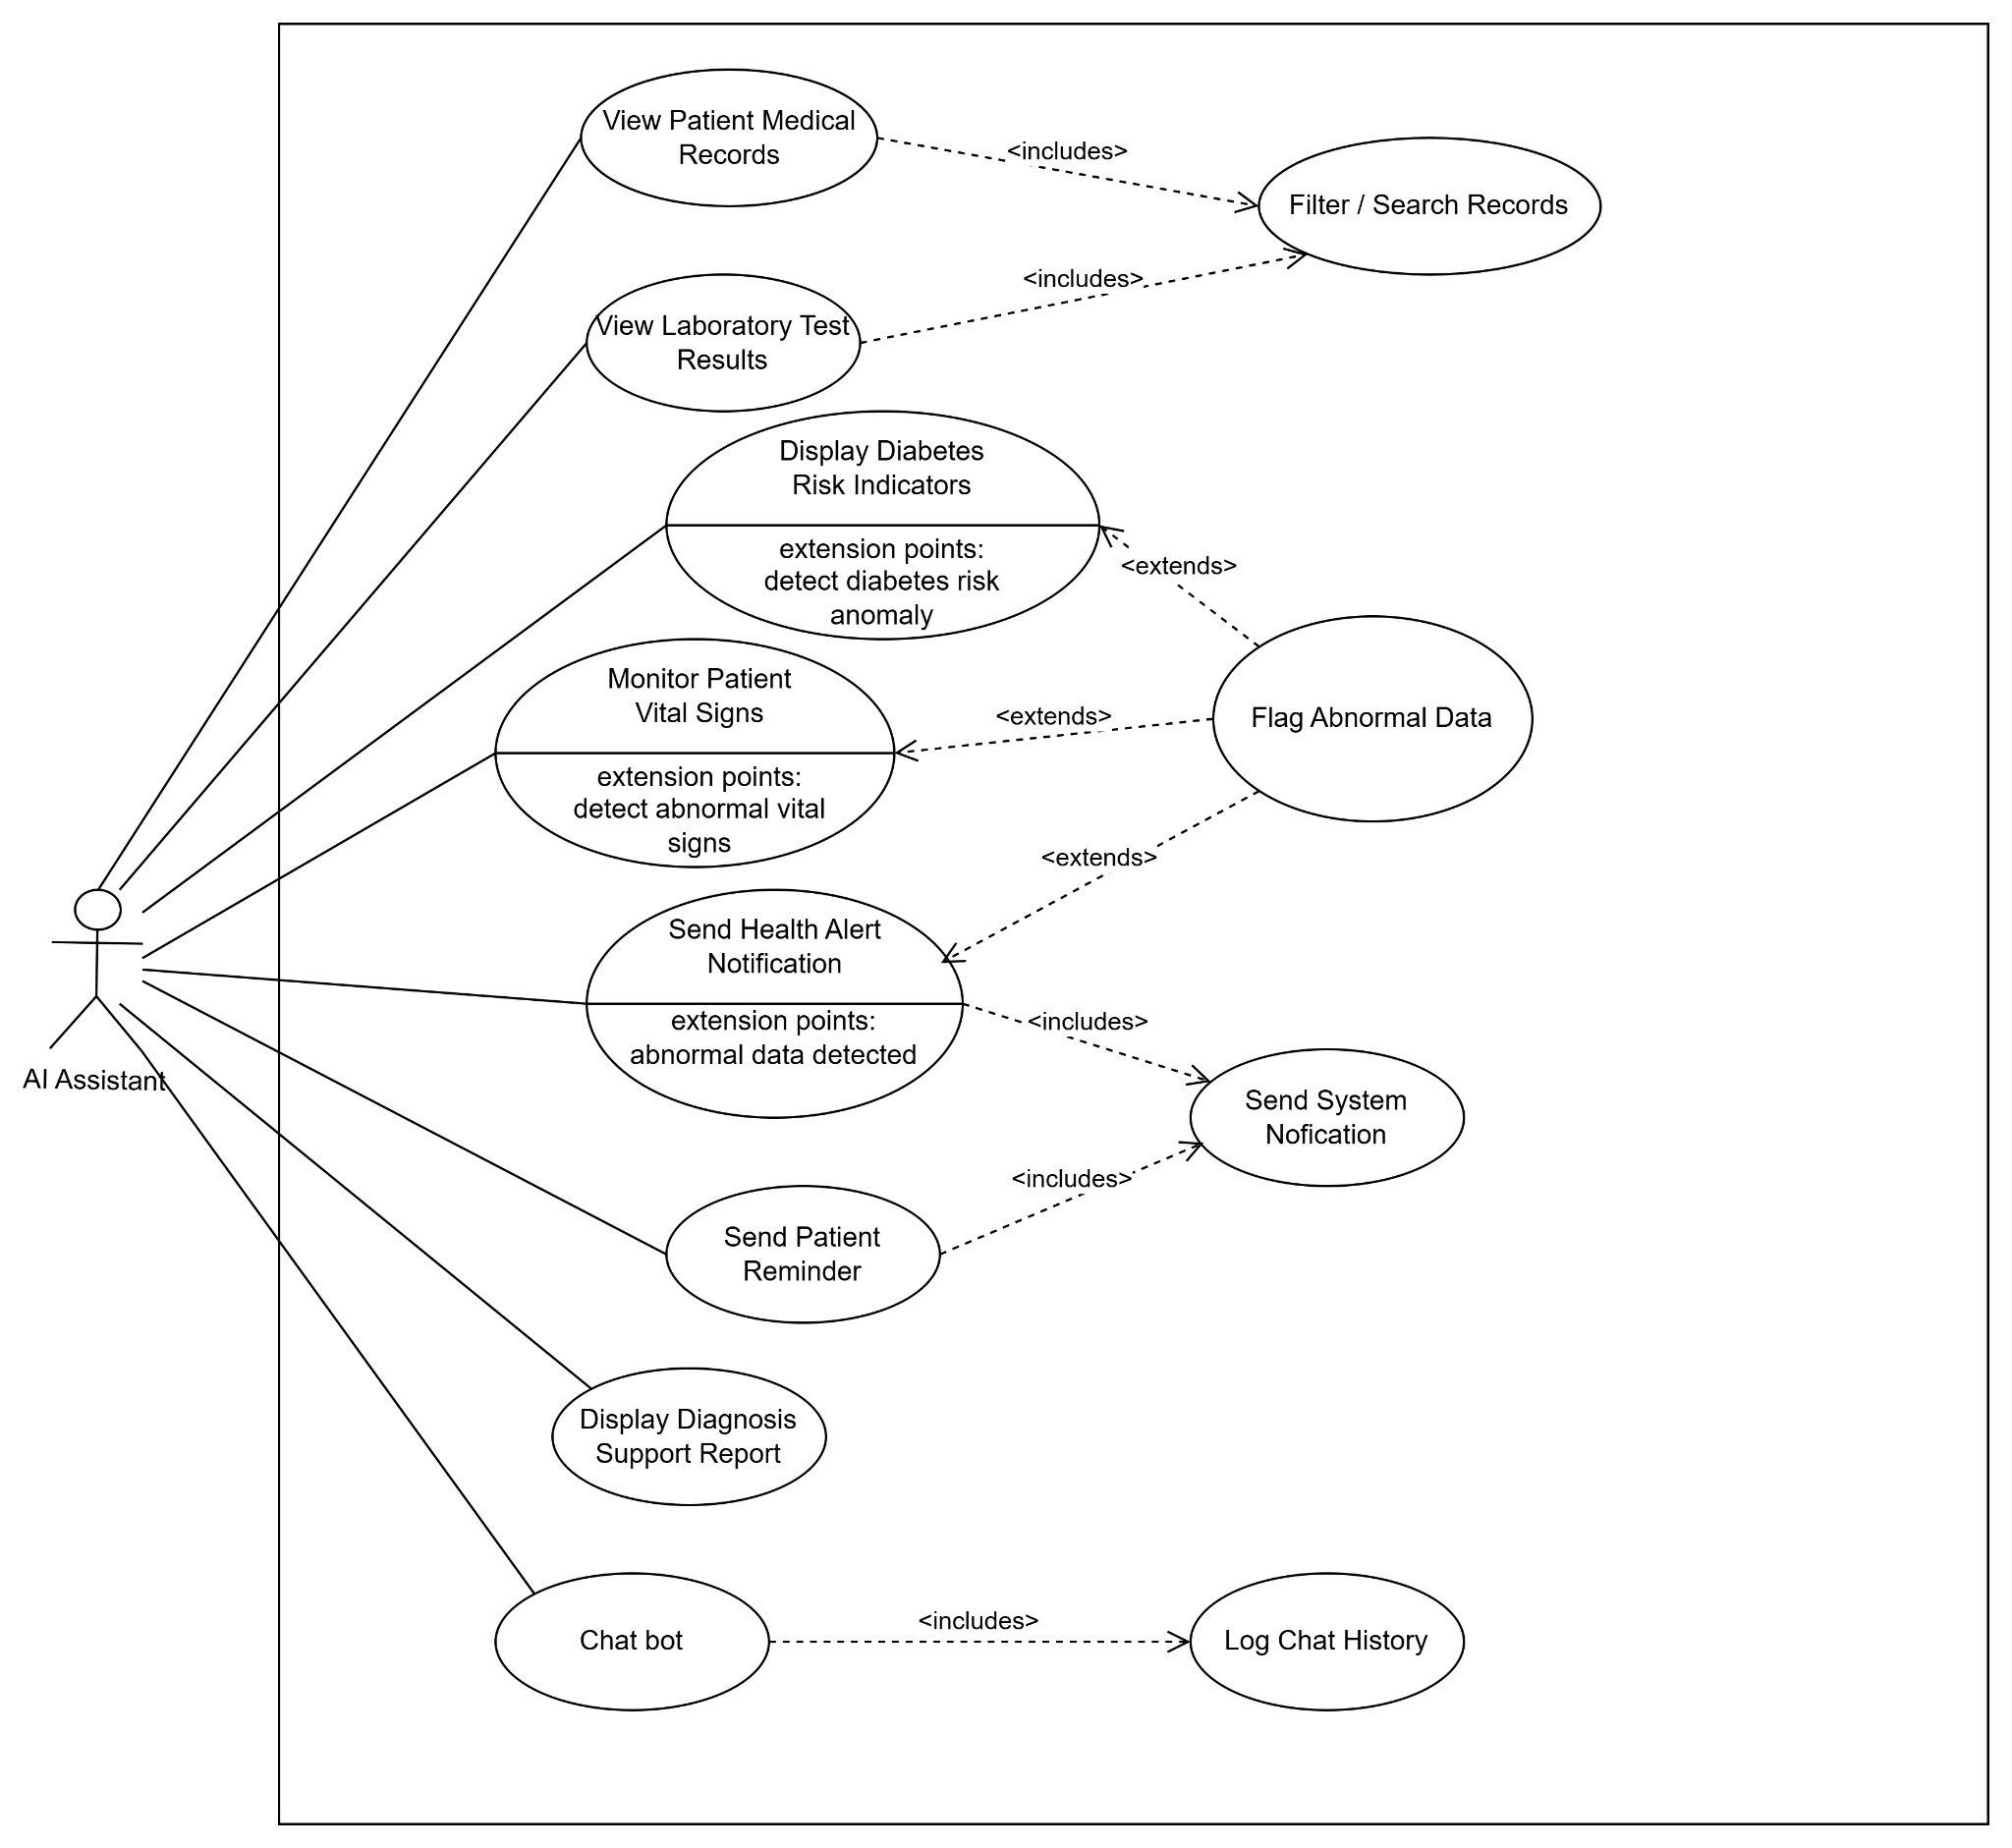 View Patient Medical
Records
<includes>
Filter / Search Records
<includes>
View Laboratory Test
Results
Display Diabetes
Risk Indicators
extension points:
detect diabetes risk
anomaly
<extends>
Monitor Patient
Vital Signs
extension points:
detect abnormal vital
signs
<extends>
Flag Abnormal Data
<extends>
Send Health Alert
Notification
extension points:
abnormal data detected
<includes>
AI Assistant
Send System
Nofication
<includes>
Send Patient
Reminder
Display Diagnosis
Support Report
Chat bot
<includes>
Log Chat History